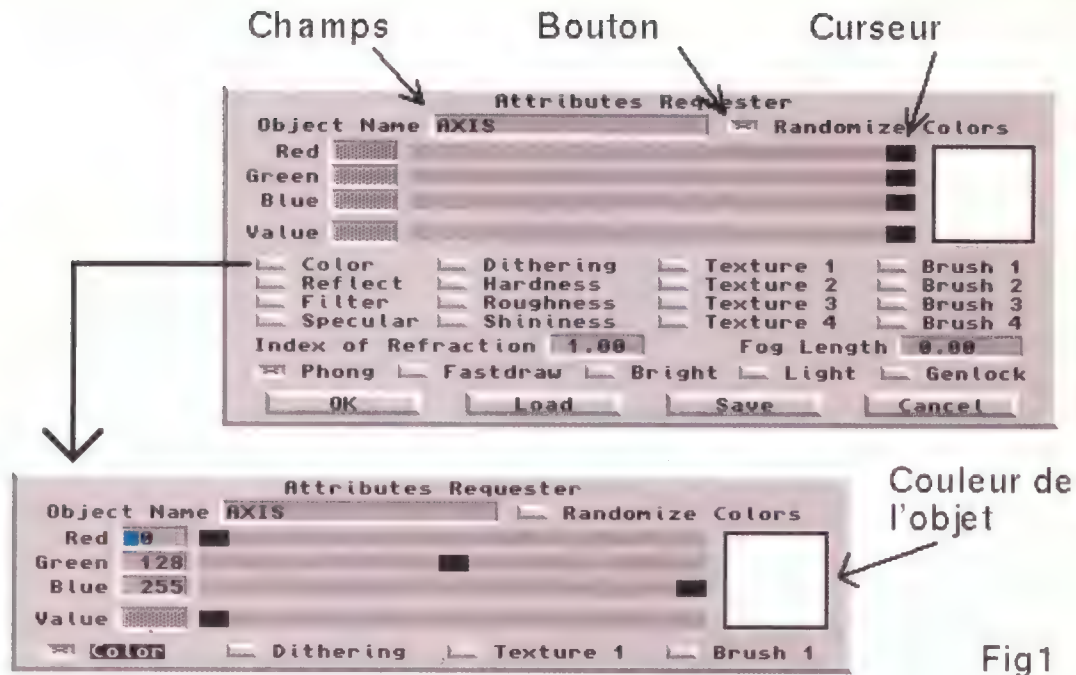 Champs Bouton Curseur
Attributes Requester
Object Name AXIS Randomize Colors
Red
Green
Blue
Value
Color Dithering Texture 1 Brush 1
Reflect Hardness Texture 2 Brush 2
Filter Roughness Texture 3 Brush 3
Specular Shininess Texture 4 Brush 4
Index of Refraction 1.00 Fog Length 0.00
Phong Fastdraw Bright Light Genlock
OK Load Save Cancel
Attributes Requester
Object Name AXIS Randomize Colors
Red 0
Green 128
Blue 255
Value
Color Dithering Texture 1 Brush 1
Couleur de
l'objet
Fig1